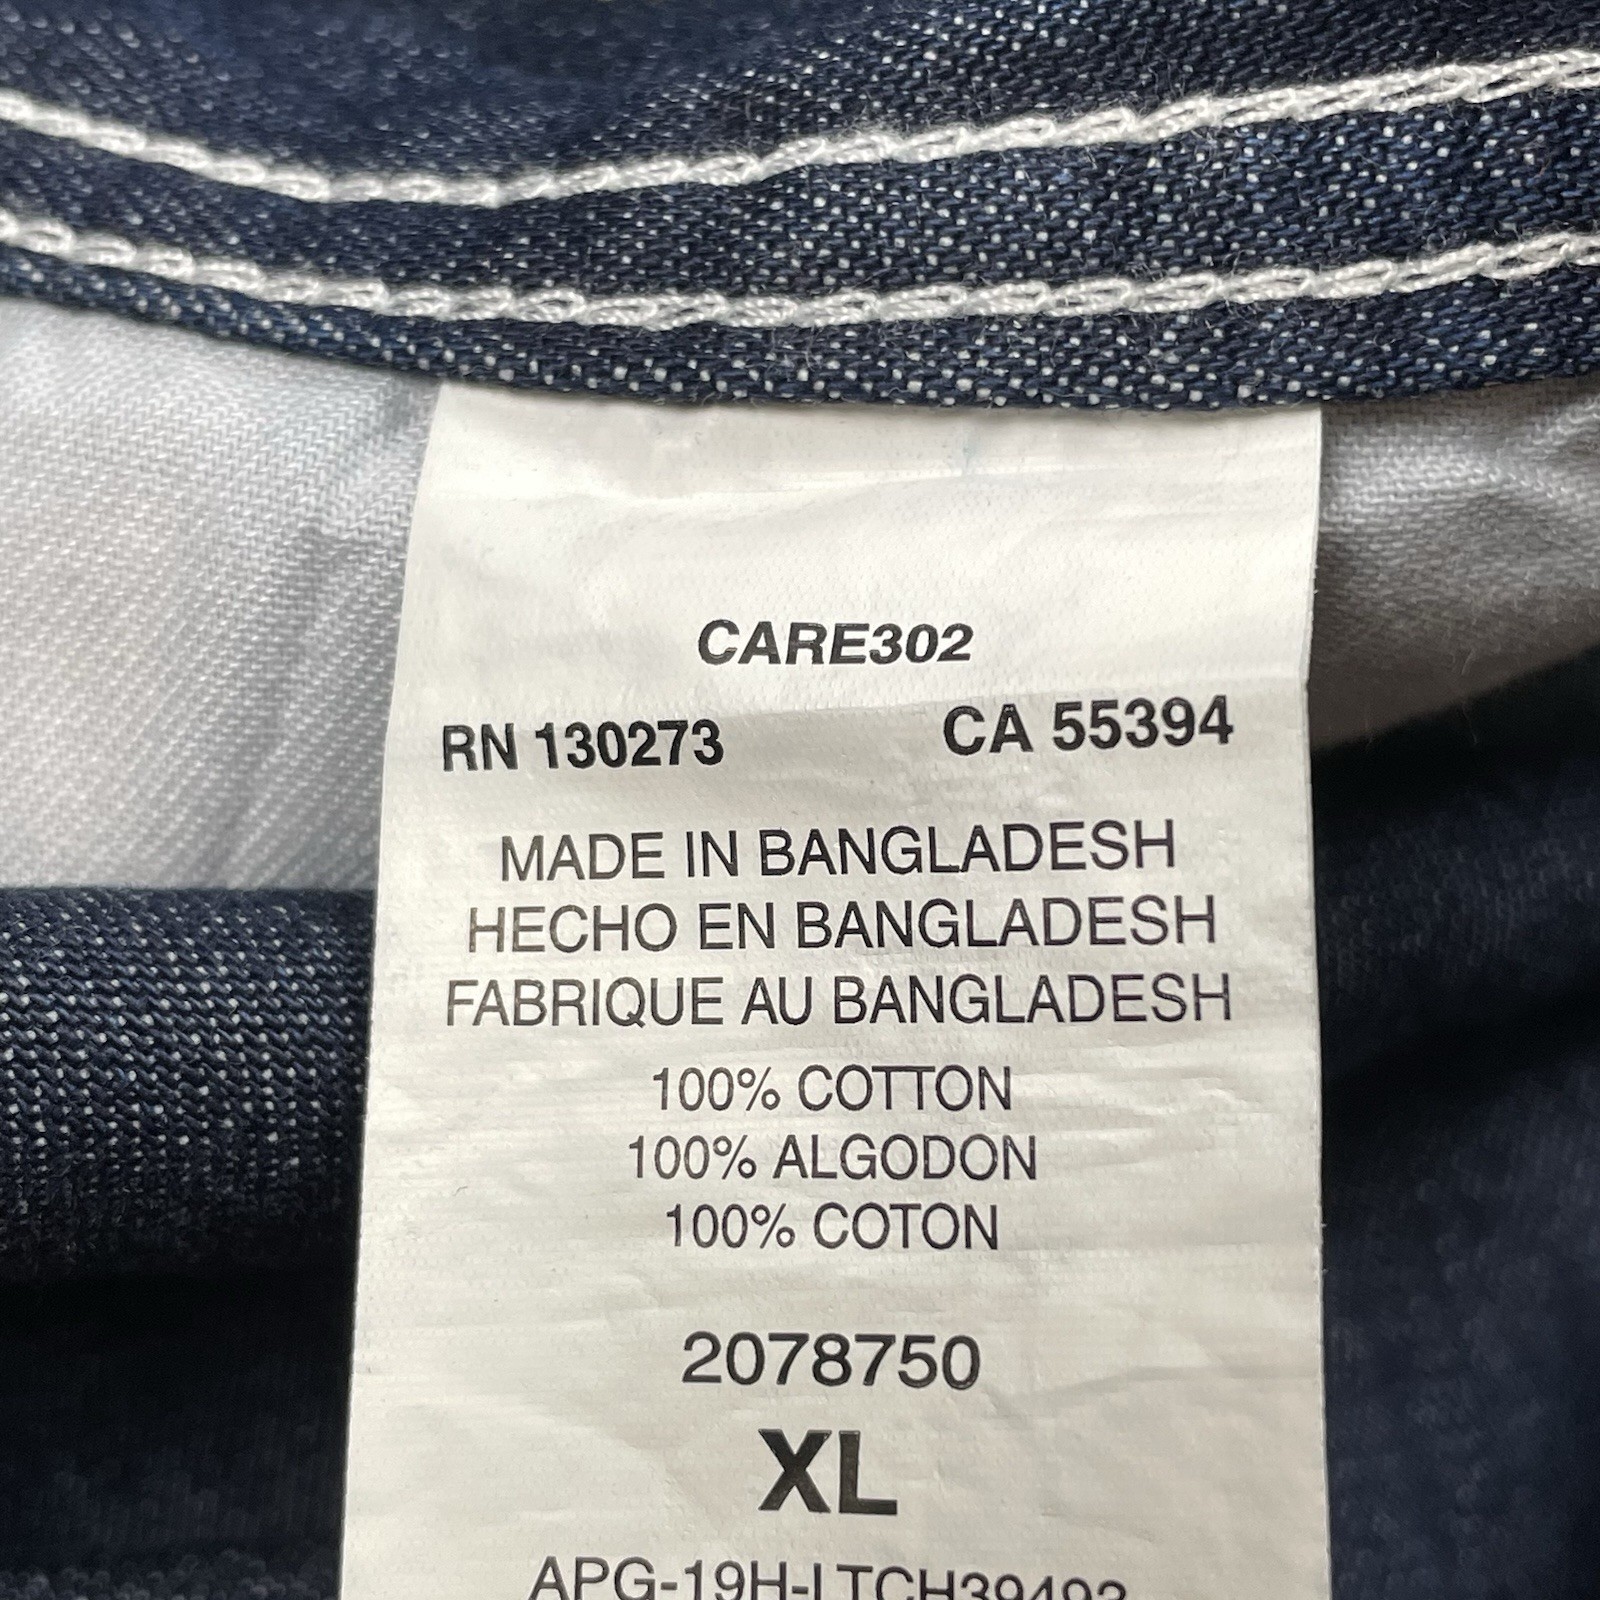 CARE302
RN 130273 CA 55394
MADE IN BANGLADESH
HECHO EN BANGLADESH
FABRIQUE AU BANGLADESH
100% COTTON
100% ALGODON
100% COTON
2078750
XL